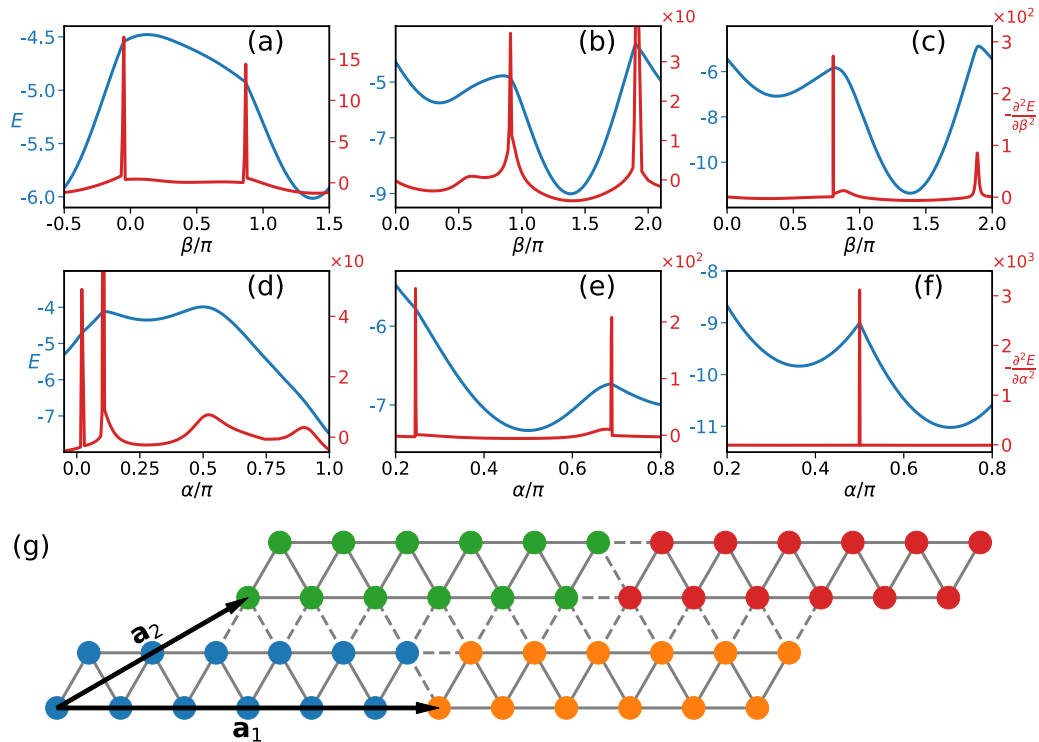 ×10 ×10²
(a) (b) (c)
-4.5 -5.0 -5.5 -6.0
E
15 10 5 0
-0.5 0.0 0.5 1.0 1.5
β/π
-5 -7 -9
3 2 1 0
0.0 0.5 1.0 1.5 2.0
β/π
-6 -8 -10
3 2 1 0
-∂²E/∂β²
0.0 0.5 1.0 1.5 2.0
β/π
×10 ×10² ×10³
(d) (e) (f)
-4 -5 -6 -7
E
4 2 0
0.0 0.25 0.5 0.75 1.0
α/π
-6 -7
2 1 0
0.2 0.4 0.6 0.8
α/π
-8 -9 -10 -11
3 2 1 0
-∂²E/∂α²
0.2 0.4 0.6 0.8
α/π
(g)
a₂
a₁